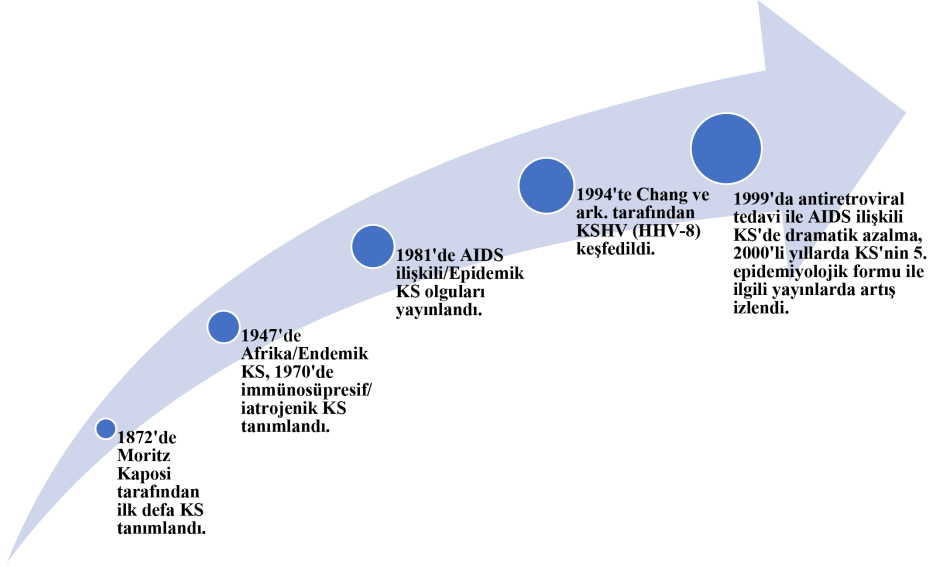 1872'de
Moritz
Kaposi
tarafından
ilk defa KS
tanımlandı.
1947'de
Afrika/Endemik
KS, 1970'de
immünosüpresif/
iatrojenik KS
tanımlandı.
1981'de AIDS
ilişkili/Epidemik
KS olguları
yayınlandı.
1994'te Chang ve
ark. tarafından
KSHV (HHV-8)
keşfedildi.
1999'da antiretroviral
tedavi ile AIDS ilişkili
KS'de dramatik azalma,
2000'li yıllarda KS'nin 5.
epidemiyolojik formu ile
ilgili yayınlarda artış
izlendi.